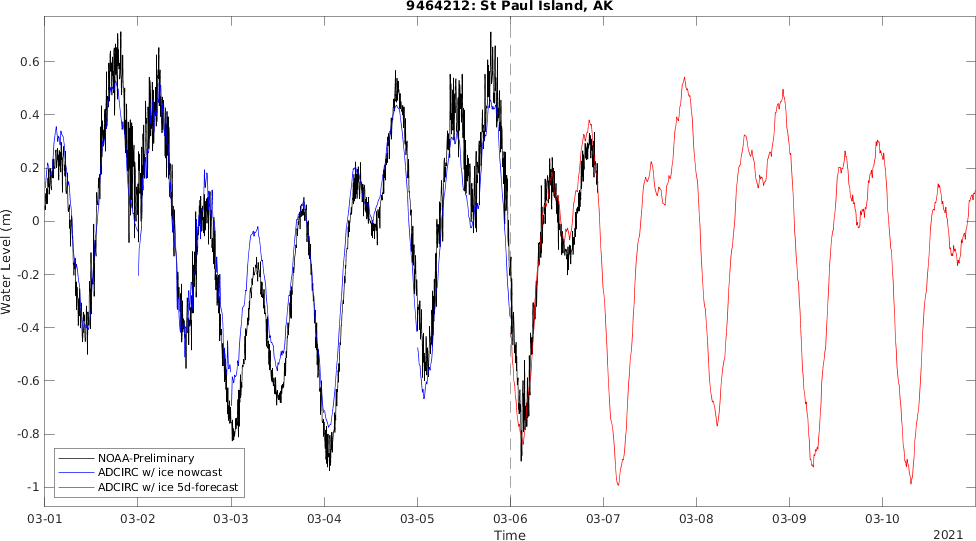 9464212: St Paul Island, AK
Water Level (m)
0.6
0.4
0.2
0
-0.2
-0.4
-0.6
-0.8
-1
NOAA-Preliminary
ADCIRC w/ ice nowcast
ADCIRC w/ ice 5d-forecast
03-01 03-02 03-03 03-04 03-05 03-06 03-07 03-08 03-09 03-10
Time
2021